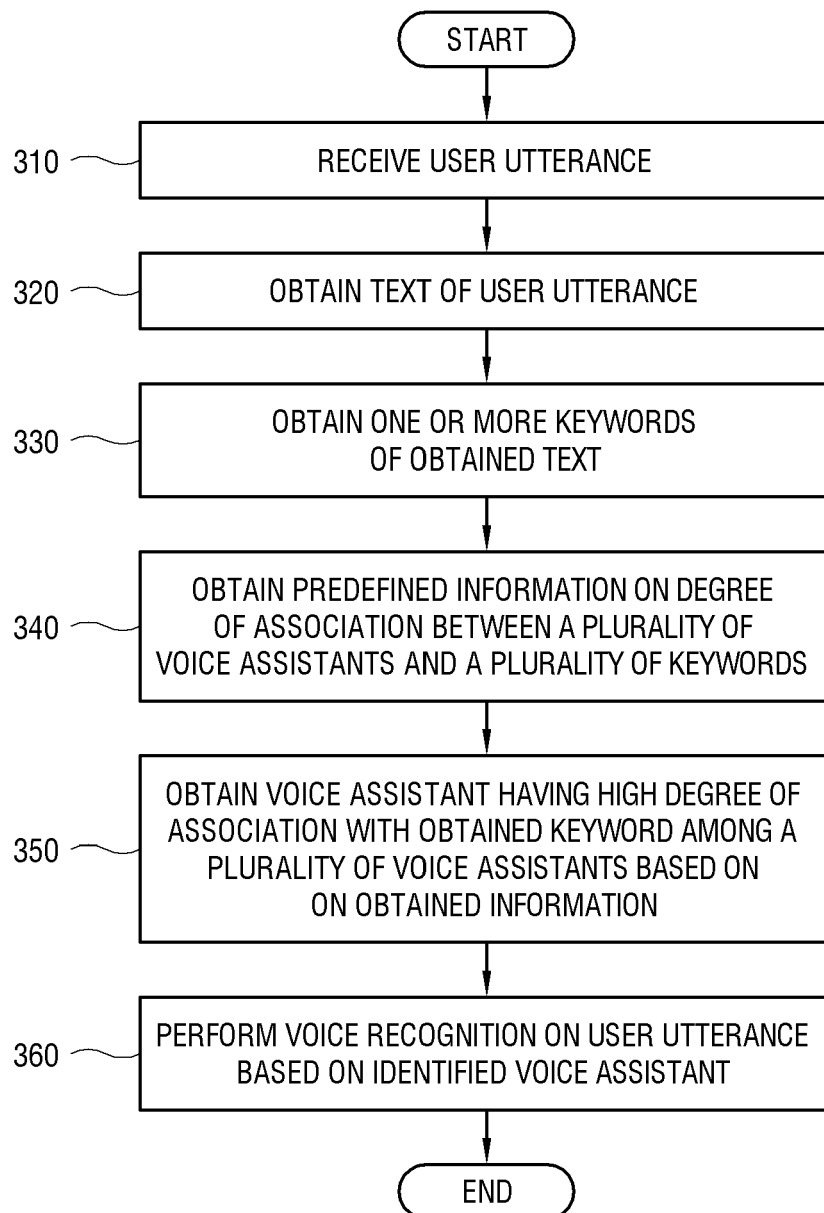 START
310
RECEIVE USER UTTERANCE
320
OBTAIN TEXT OF USER UTTERANCE
330
OBTAIN ONE OR MORE KEYWORDS
OF OBTAINED TEXT
340
OBTAIN PREDEFINED INFORMATION ON DEGREE
OF ASSOCIATION BETWEEN A PLURALITY OF
VOICE ASSISTANTS AND A PLURALITY OF KEYWORDS
350
OBTAIN VOICE ASSISTANT HAVING HIGH DEGREE OF
ASSOCIATION WITH OBTAINED KEYWORD AMONG A
PLURALITY OF VOICE ASSISTANTS BASED ON
ON OBTAINED INFORMATION
360
PERFORM VOICE RECOGNITION ON USER UTTERANCE
BASED ON IDENTIFIED VOICE ASSISTANT
END